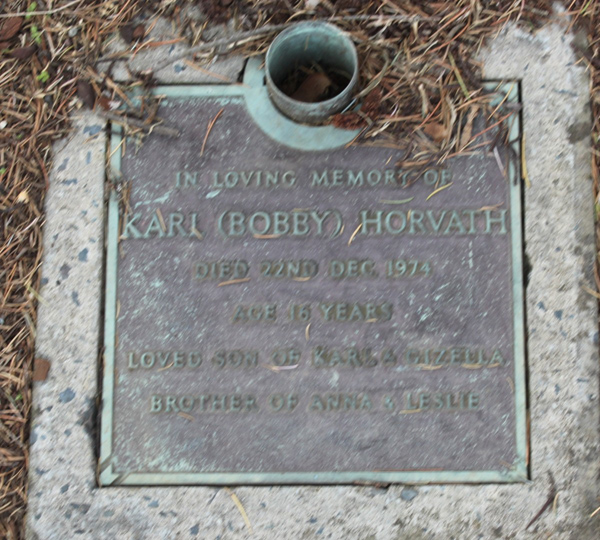 IN LOVING MEMORY OF
KARL (BOBBY) HORVATH
DIED 22ND DEC. 1974
AGE 16 YEARS
LOVED SON OF KARL & GIZELLA
BROTHER OF ANNA & LESLIE